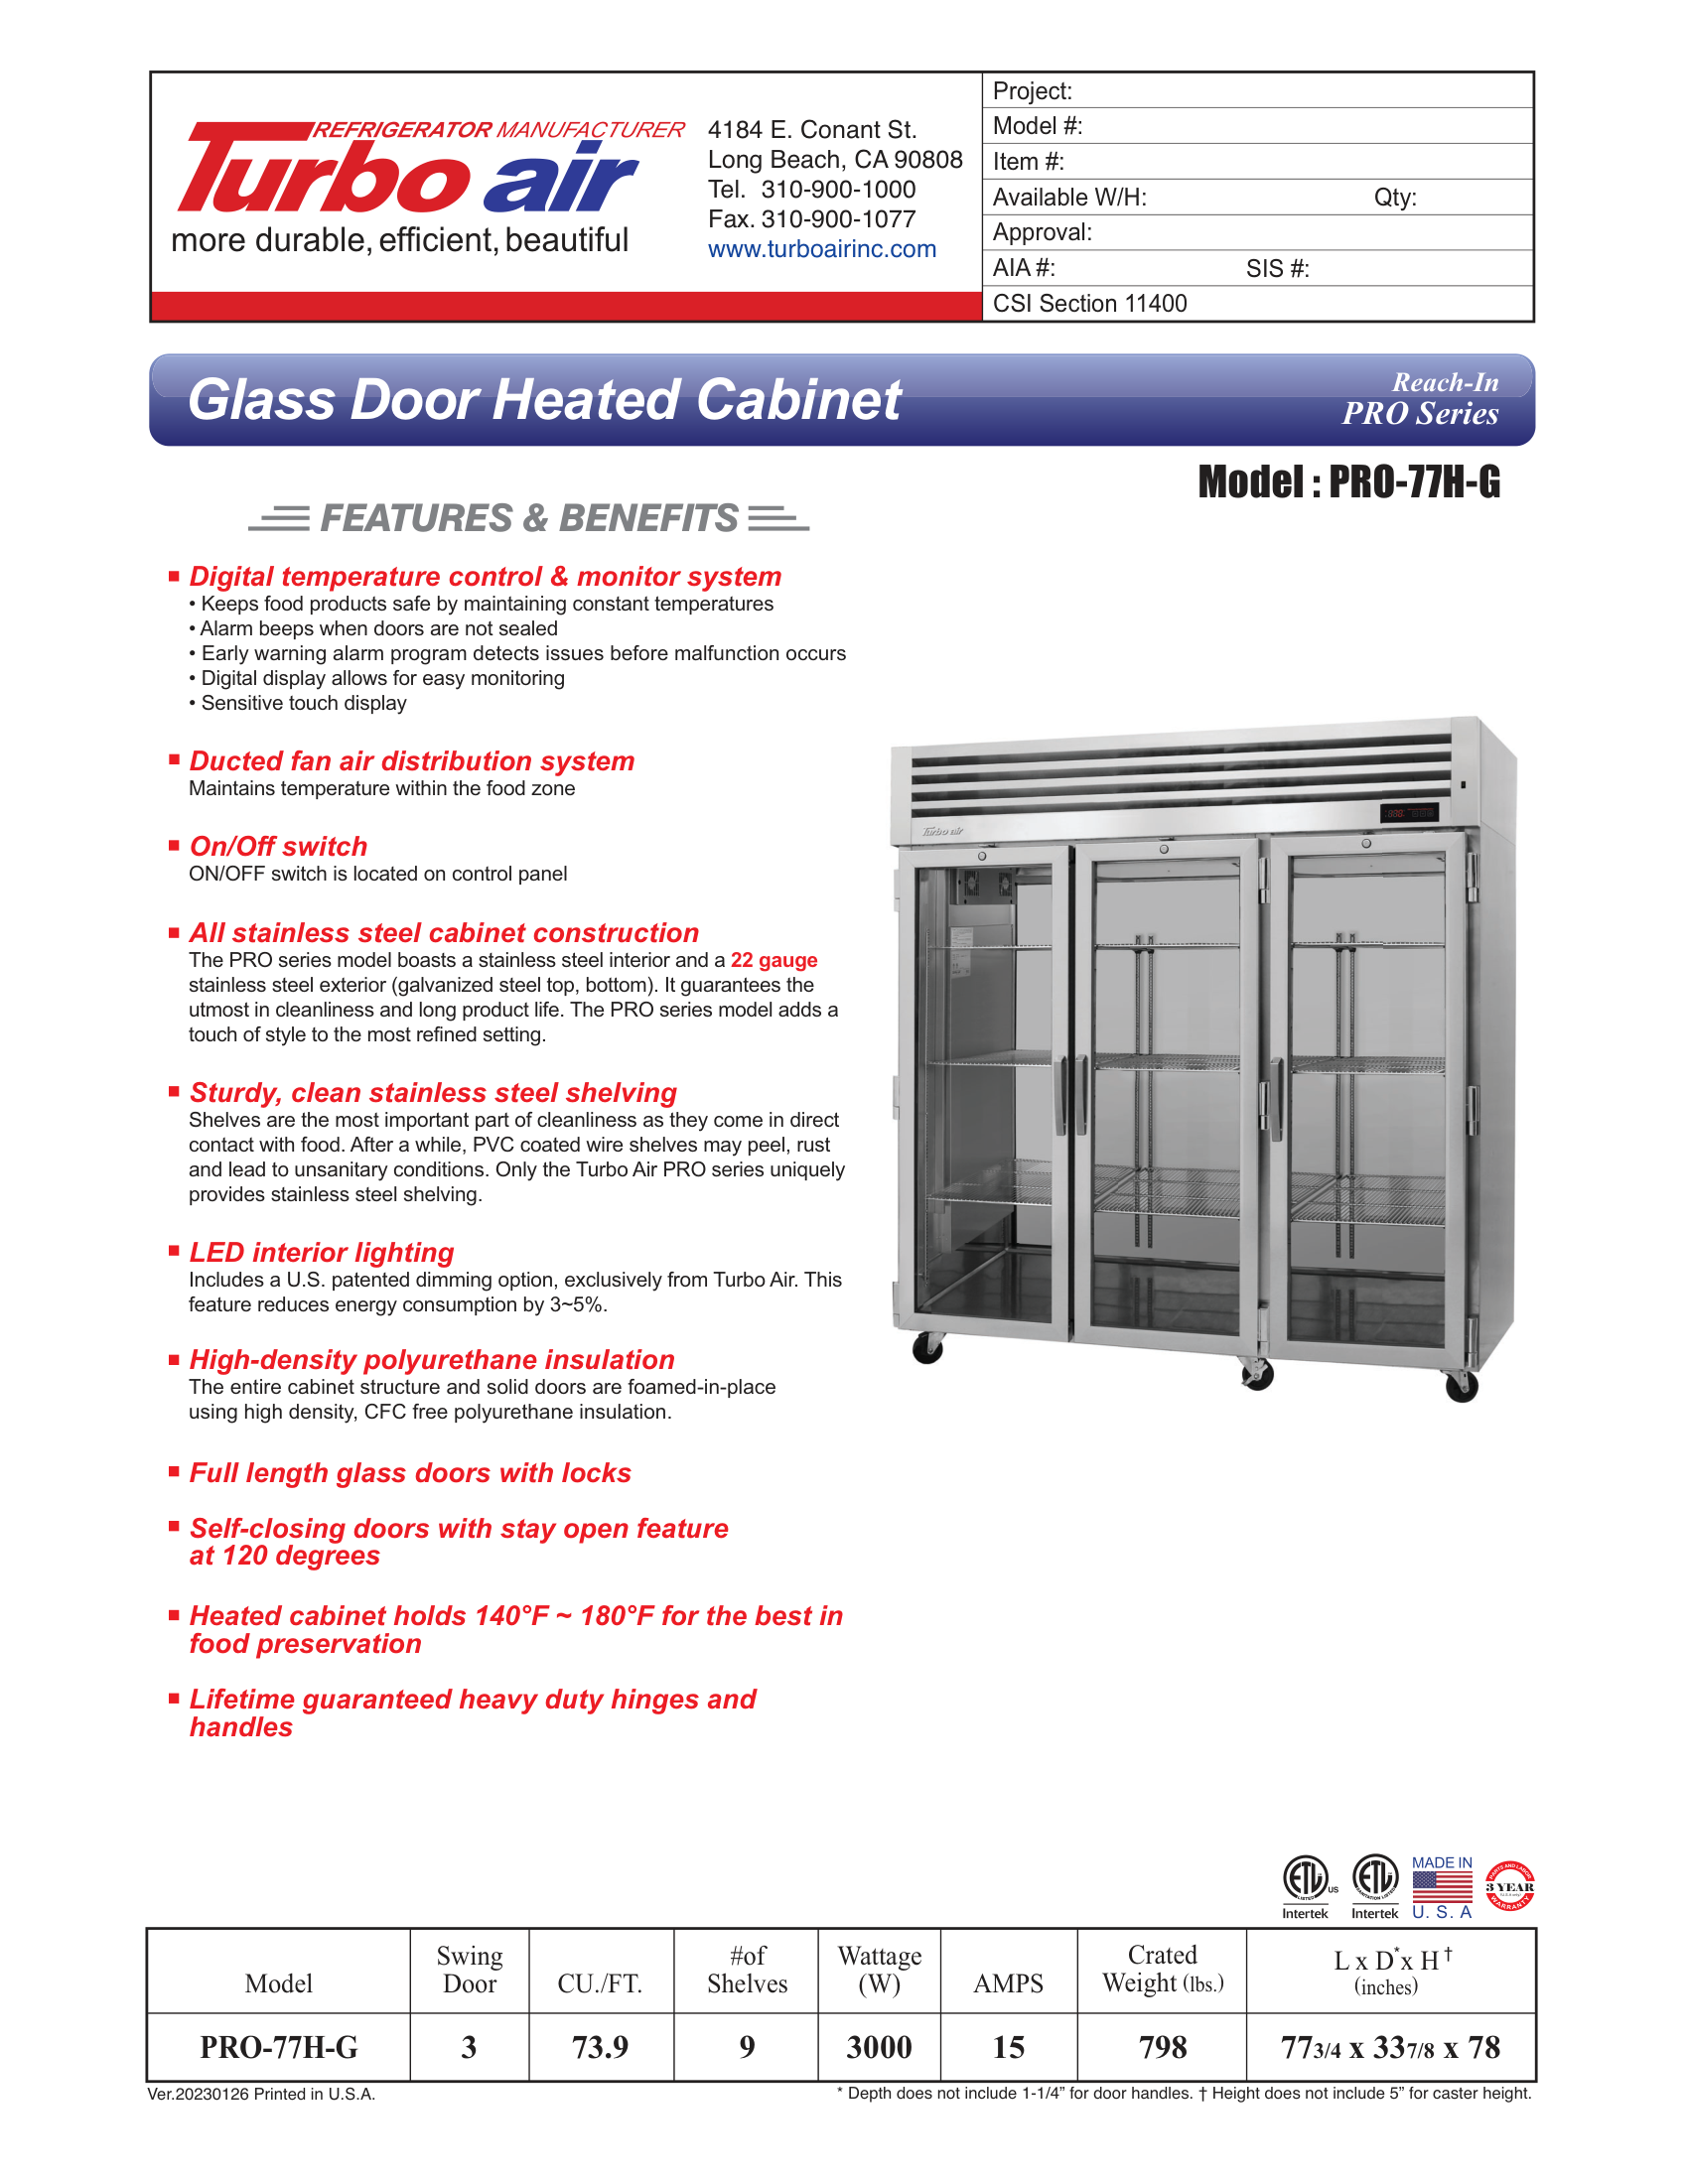 REFRIGERATOR MANUFACTURER
Turbo air
more durable, efficient, beautiful
4184 E. Conant St.
Long Beach, CA 90808
Tel. 310-900-1000
Fax. 310-900-1077
www.turboairinc.com
Project:
Model #:
Item #:
Available W/H: Qty:
Approval:
AIA #: SIS #:
CSI Section 11400
Glass Door Heated Cabinet
Reach-In
PRO Series
Model : PRO-77H-G
FEATURES & BENEFITS
Digital temperature control & monitor system
• Keeps food products safe by maintaining constant temperatures
• Alarm beeps when doors are not sealed
• Early warning alarm program detects issues before malfunction occurs
• Digital display allows for easy monitoring
• Sensitive touch display
Ducted fan air distribution system
Maintains temperature within the food zone
On/Off switch
ON/OFF switch is located on control panel
All stainless steel cabinet construction
The PRO series model boasts a stainless steel interior and a 22 gauge
stainless steel exterior (galvanized steel top, bottom). It guarantees the
utmost in cleanliness and long product life. The PRO series model adds a
touch of style to the most refined setting.
Sturdy, clean stainless steel shelving
Shelves are the most important part of cleanliness as they come in direct
contact with food. After a while, PVC coated wire shelves may peel, rust
and lead to unsanitary conditions. Only the Turbo Air PRO series uniquely
provides stainless steel shelving.
LED interior lighting
Includes a U.S. patented dimming option, exclusively from Turbo Air. This
feature reduces energy consumption by 3~5%.
High-density polyurethane insulation
The entire cabinet structure and solid doors are foamed-in-place
using high density, CFC free polyurethane insulation.
Full length glass doors with locks
Self-closing doors with stay open feature
at 120 degrees
Heated cabinet holds 140°F ~ 180°F for the best in
food preservation
Lifetime guaranteed heavy duty hinges and
handles
Turbo air
ETL LISTED US Intertek
ETL SANITATION LISTED Intertek
MADE IN
U. S. A
PARTS AND LABOR
3 YEAR
WARRANTY
Model Swing Door CU./FT. #of Shelves Wattage (W) AMPS Crated Weight (lbs.) L x D* x H† (inches)
PRO-77H-G 3 73.9 9 3000 15 798 77 3/4 x 33 7/8 x 78
Ver.20230126 Printed in U.S.A.
* Depth does not include 1-1/4” for door handles. † Height does not include 5” for caster height.